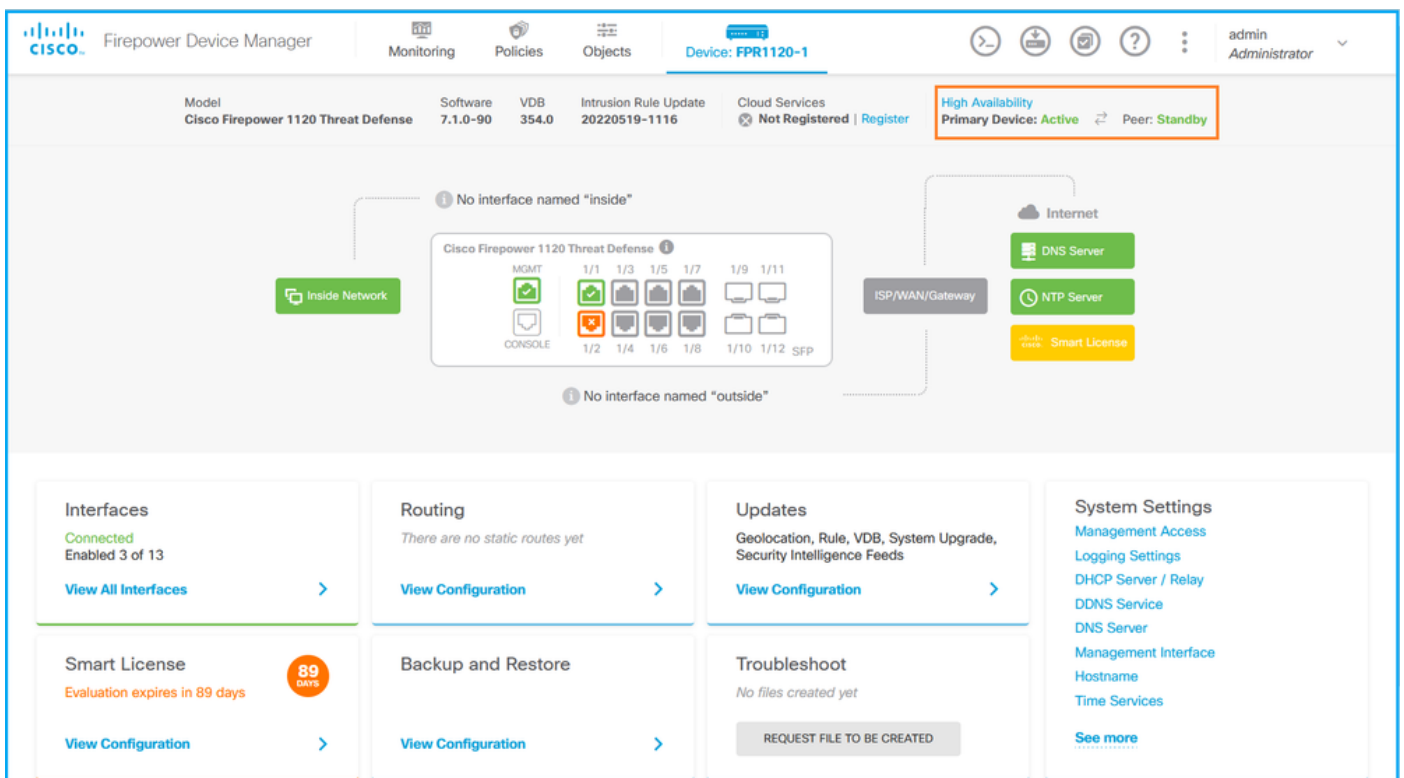 CISCO
Firepower Device Manager
Monitoring
Policies
Objects
Device: FPR1120-1
admin
Administrator
Model
Cisco Firepower 1120 Threat Defense
Software
7.1.0-90
VDB
354.0
Intrusion Rule Update
20220519-1116
Cloud Services
Not Registered | Register
High Availability
Primary Device: Active Peer: Standby
No interface named "inside"
Internet
Cisco Firepower 1120 Threat Defense
MGMT 1/1 1/3 1/5 1/7 1/9 1/11
CONSOLE 1/2 1/4 1/6 1/8 1/10 1/12 SFP
Inside Network
ISP/WAN/Gateway
DNS Server
NTP Server
Smart License
No interface named "outside"
Interfaces
Connected
Enabled 3 of 13
View All Interfaces
Routing
There are no static routes yet
View Configuration
Updates
Geolocation, Rule, VDB, System Upgrade,
Security Intelligence Feeds
View Configuration
System Settings
Management Access
Logging Settings
DHCP Server / Relay
DDNS Service
DNS Server
Management Interface
Hostname
Time Services
See more
Smart License
Evaluation expires in 89 days
89
DAYS
View Configuration
Backup and Restore
View Configuration
Troubleshoot
No files created yet
REQUEST FILE TO BE CREATED